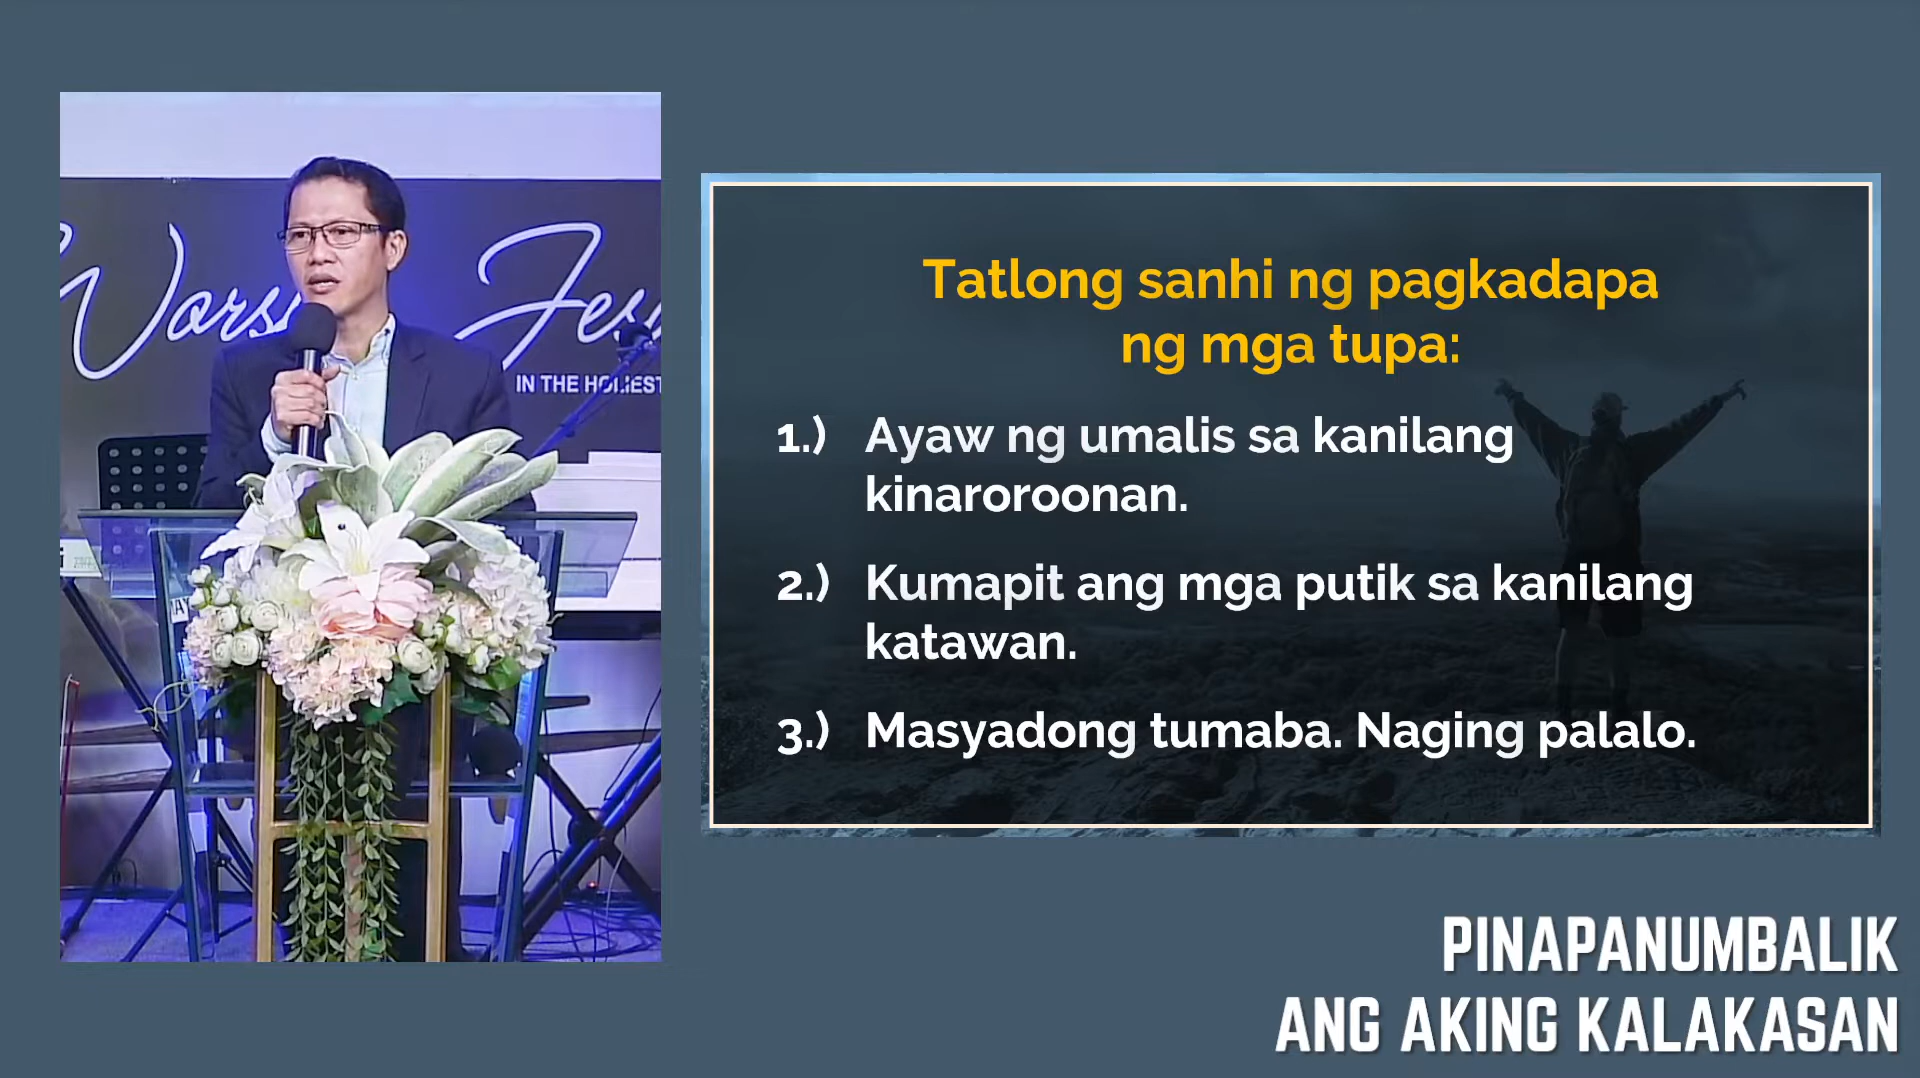 IN THE HOLIEST
Tatlong sanhi ng pagkadapa
ng mga tupa:
1.) Ayaw ng umalis sa kanilang
kinaroroonan.
2.) Kumapit ang mga putik sa kanilang
katawan.
3.) Masyadong tumaba. Naging palalo.
PINAPANUMBALIK
ANG AKING KALAKASAN